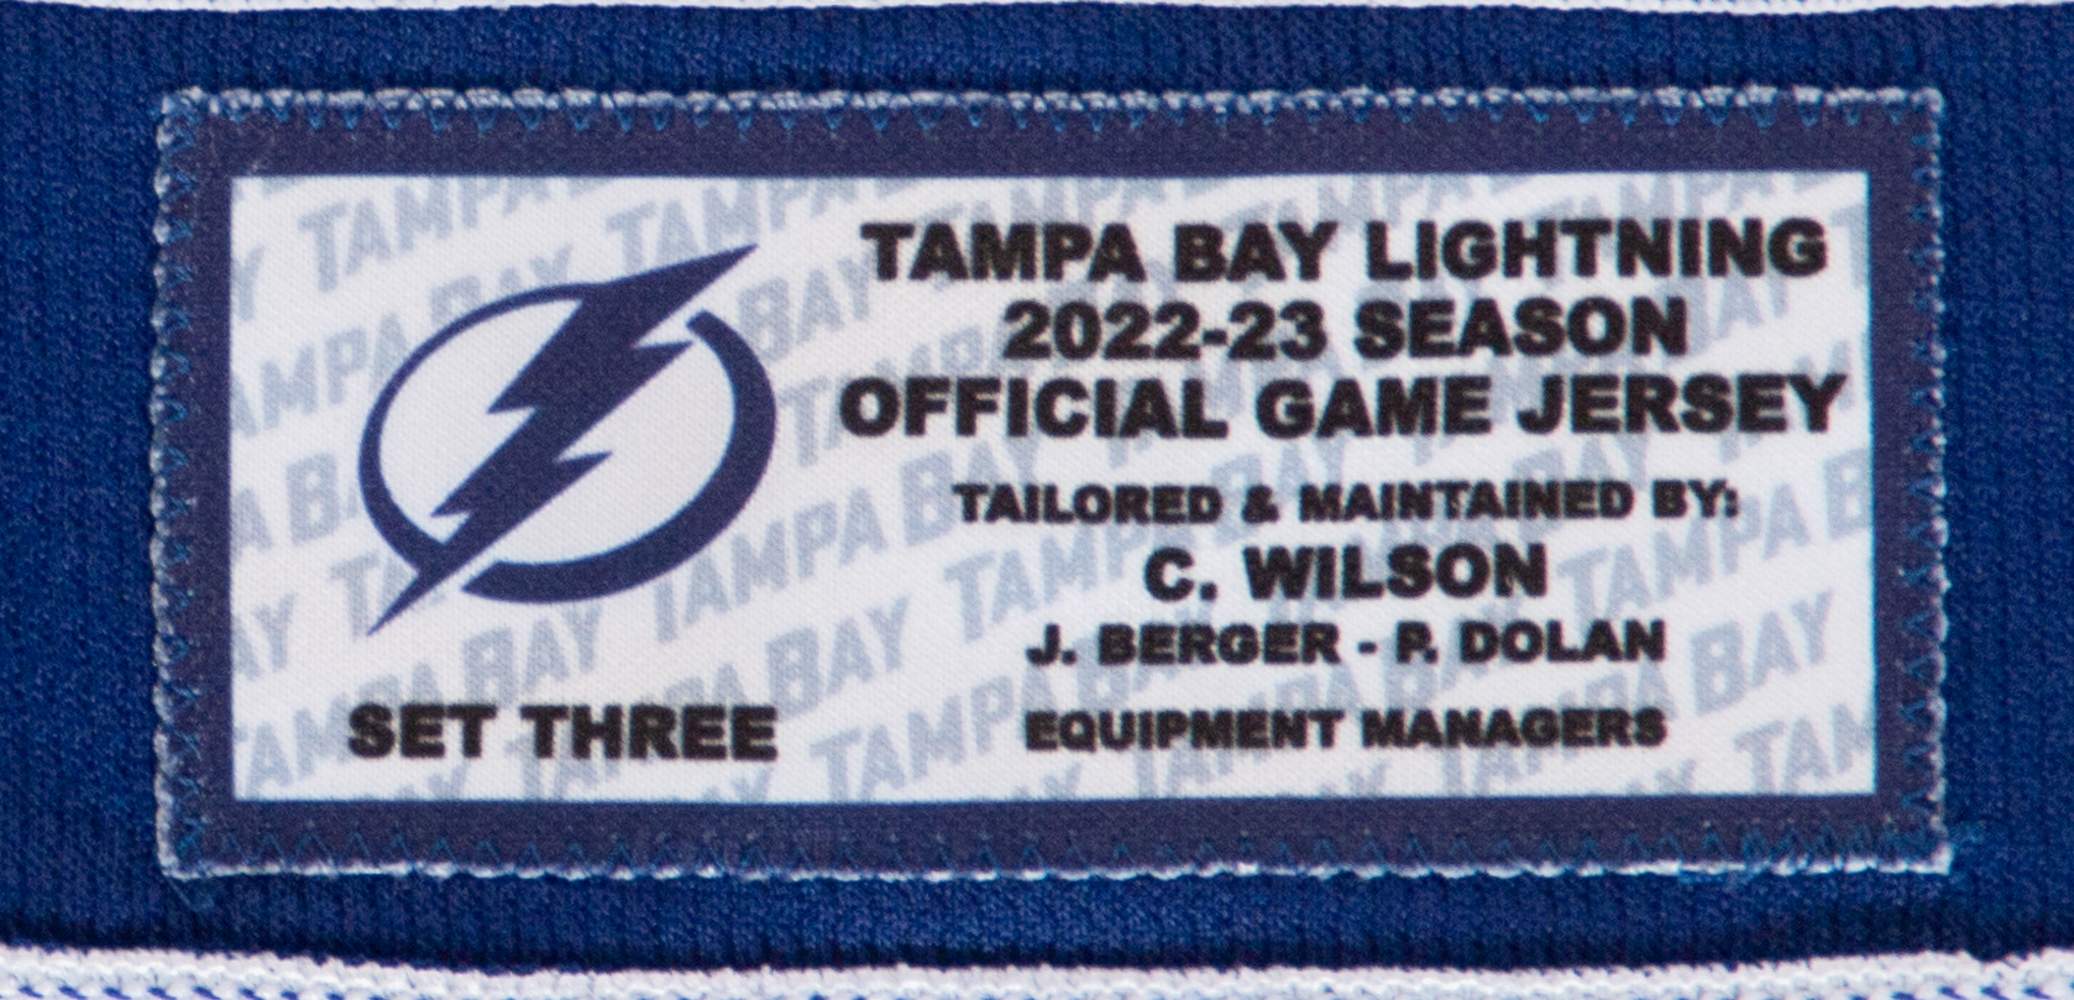 TAMPA BAY LIGHTNING
2022-23 SEASON
OFFICIAL GAME JERSEY
TAILORED & MAINTAINED BY:
C. WILSON
J. BERGER - P. DOLAN
EQUIPMENT MANAGERS
SET THREE